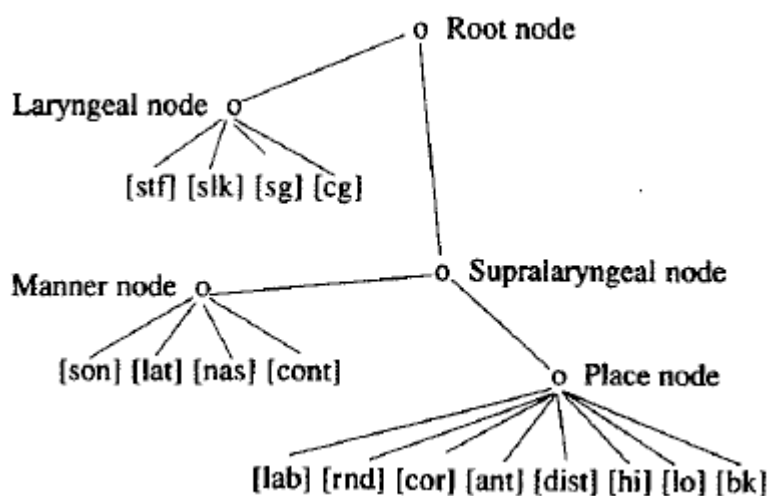 o Root node
Laryngeal node o
[stf] [slk] [sg] [cg]
o Supralaryngeal node
Manner node o
[son] [lat] [nas] [cont]
o Place node
[lab] [rnd] [cor] [ant] [dist] [hi] [lo] [bk]